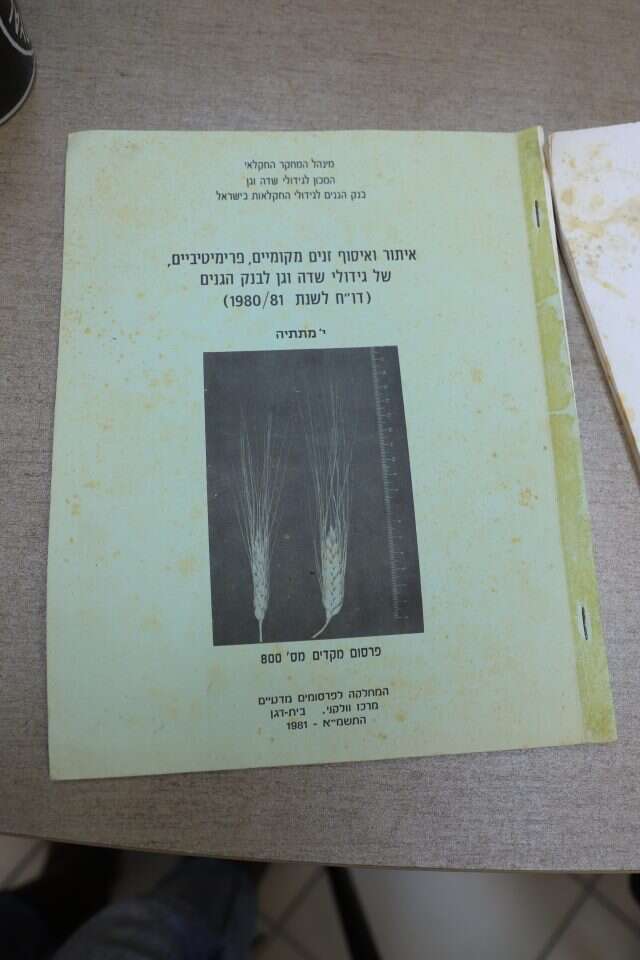 מינהל המחקר החקלאי
המכון לגידולי שדה וגן
בנק הגנים לגידולי החקלאות בישראל
איתור ואיסוף זנים מקומיים, פרימיטיביים,
של גידולי שדה וגן לבנק הגנים
(דו״ח לשנת 1980/81)
י׳ מתתיה
פרסום מקדים מס׳ 800
המחלקה לפרסומים מדעיים
מרכז וולקני. בית-דגן
התשמ״א - 1981